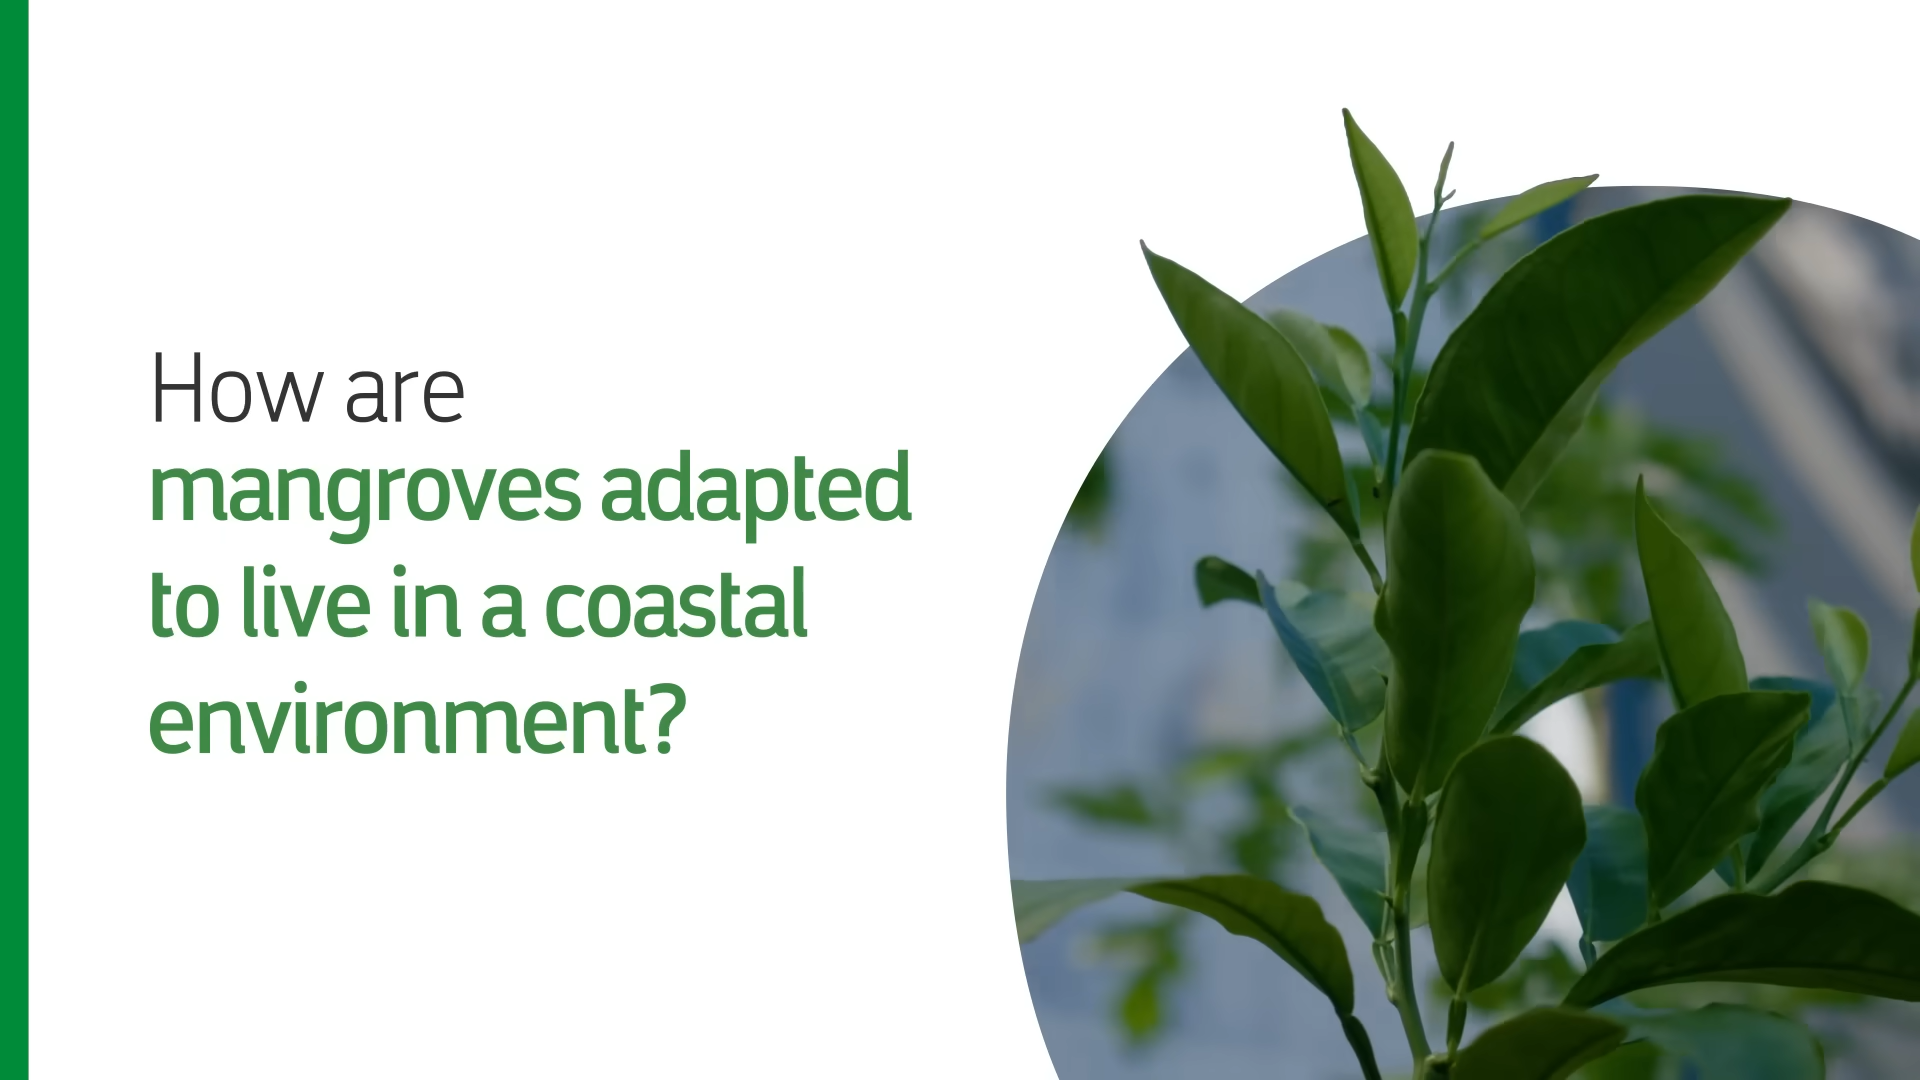 How are
mangroves adapted
to live in a coastal
environment?